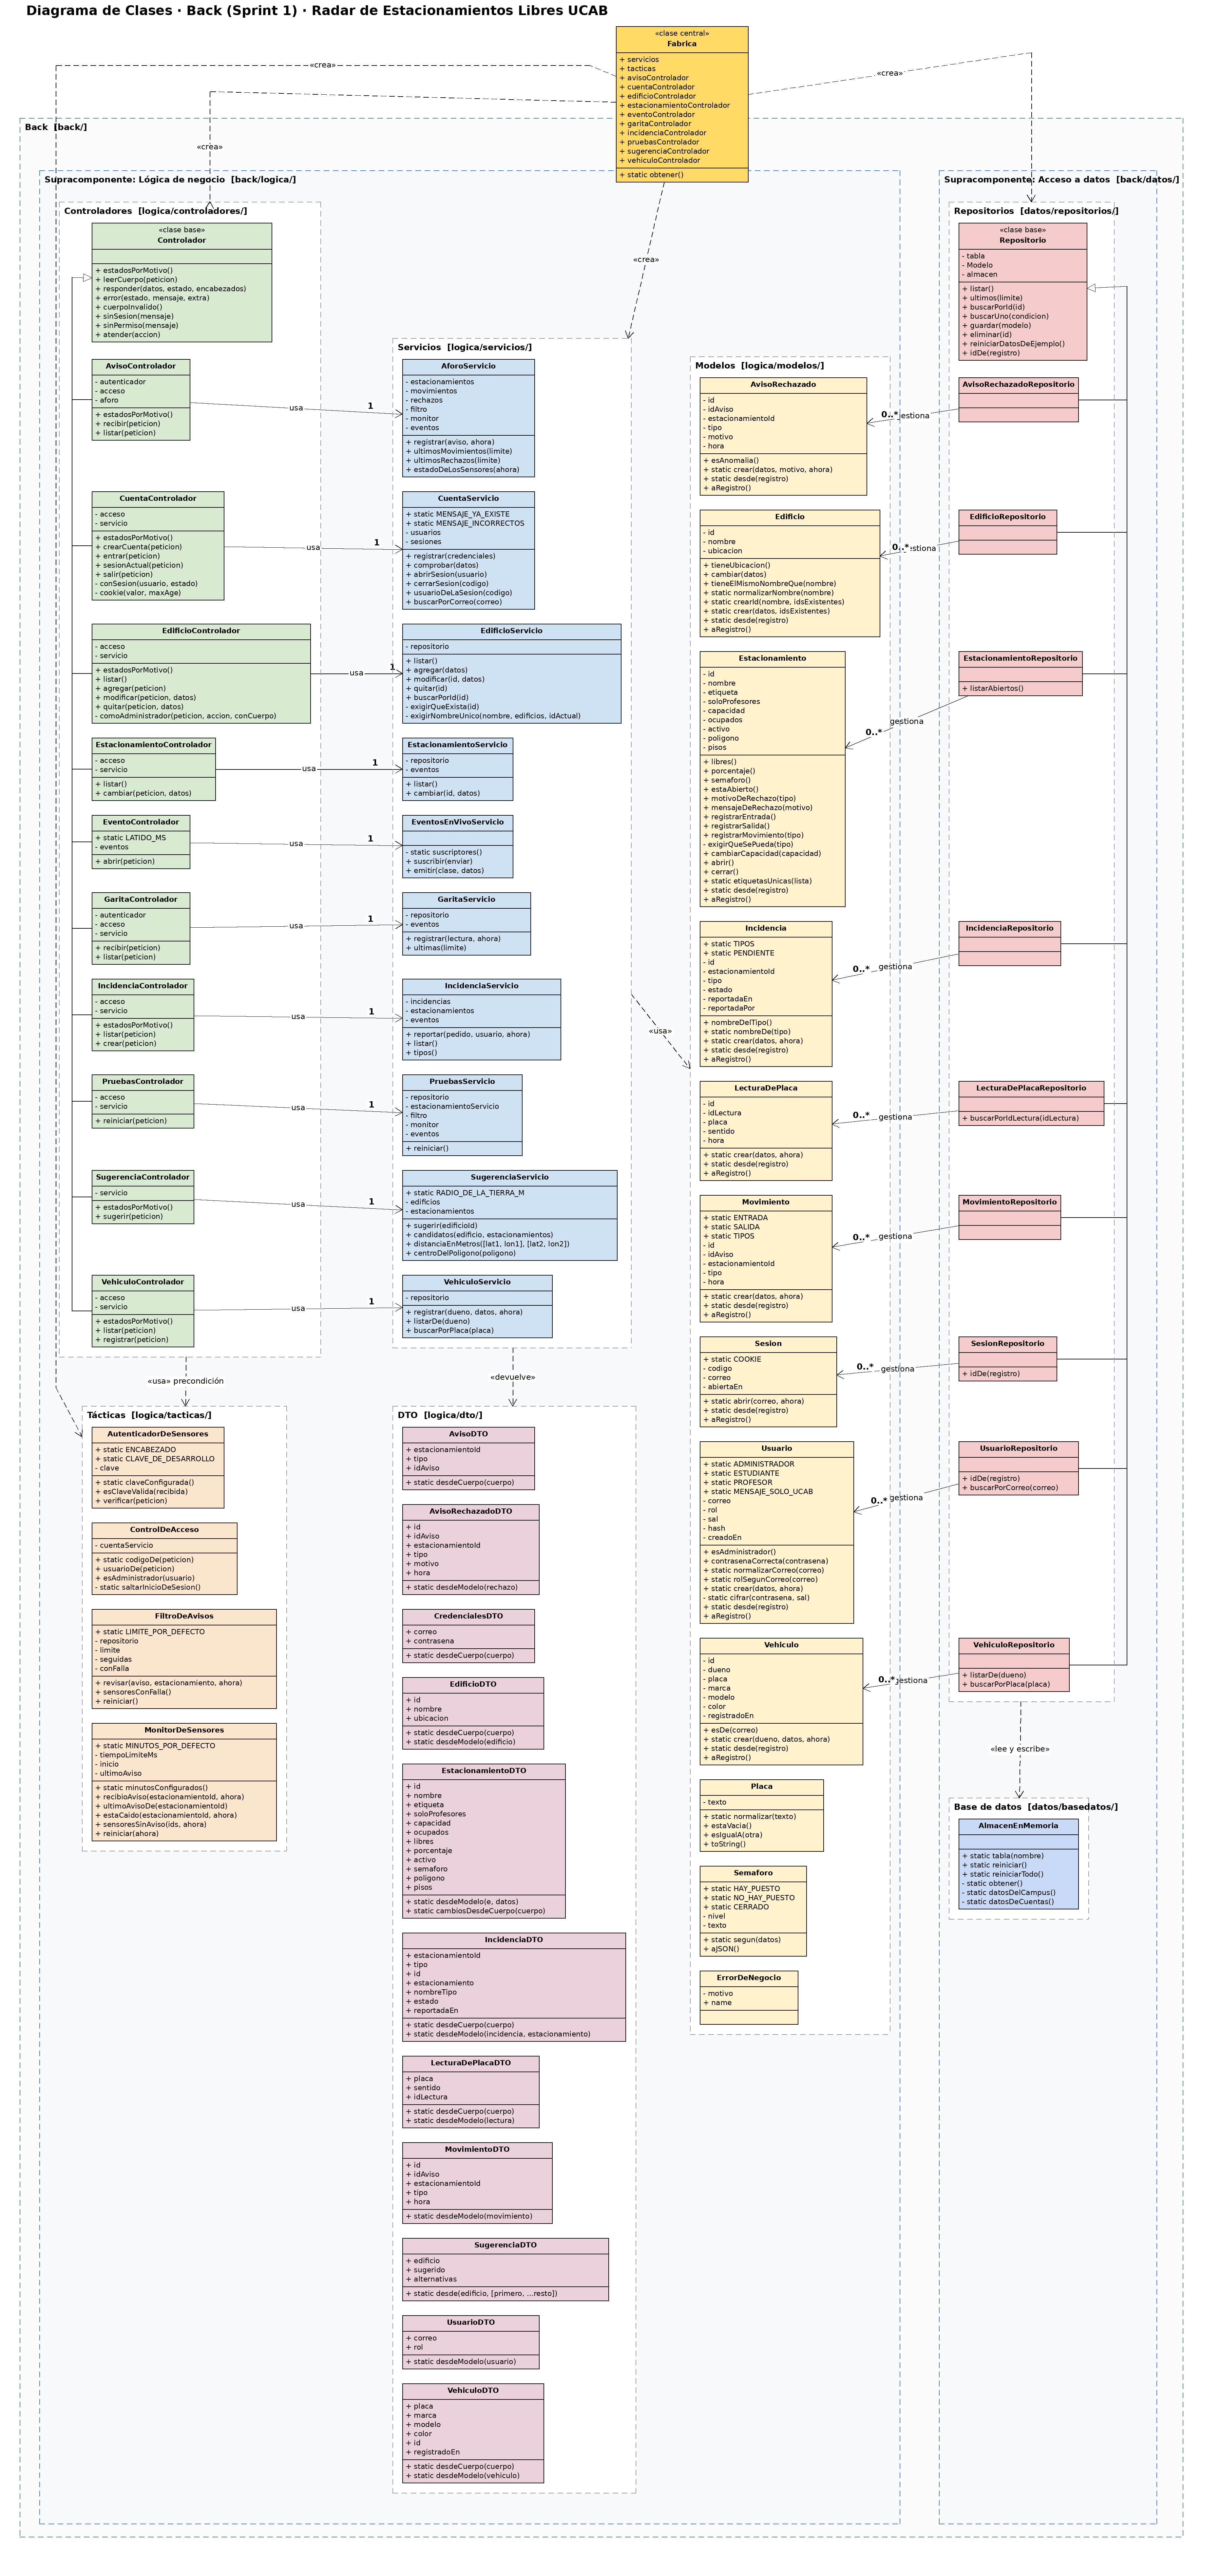 Diagrama de Clases · Back (Sprint 1) · Radar de Estacionamientos Libres UCAB
«clase central»
Fabrica
+ servicios
+ tacticas
+ avisoControlador
+ cuentaControlador
+ edificioControlador
+ estacionamientoControlador
+ eventoControlador
+ garitaControlador
+ incidenciaControlador
+ pruebasControlador
+ sugerenciaControlador
+ vehiculoControlador
+ static obtener()
«crea»
«crea»
«crea»
«crea»
Back [back/]
Supracomponente: Lógica de negocio [back/logica/]
Controladores [logica/controladores/]
«clase base»
Controlador
+ estadosPorMotivo()
+ leerCuerpo(peticion)
+ responder(datos, estado, encabezados)
+ error(estado, mensaje, extra)
+ cuerpoInvalido()
+ sinSesion(mensaje)
+ sinPermiso(mensaje)
+ atender(accion)
AvisoControlador
- autenticador
- acceso
- aforo
+ estadosPorMotivo()
+ recibir(peticion)
+ listar(peticion)
usa
1
CuentaControlador
- acceso
- servicio
+ estadosPorMotivo()
+ crearCuenta(peticion)
+ entrar(peticion)
+ sesionActual(peticion)
+ salir(peticion)
- conSesion(usuario, estado)
- cookie(valor, maxAge)
usa
1
EdificioControlador
- acceso
- servicio
+ estadosPorMotivo()
+ listar()
+ agregar(peticion)
+ modificar(peticion, datos)
+ quitar(peticion, datos)
- comoAdministrador(peticion, accion, conCuerpo)
usa
1
EstacionamientoControlador
- acceso
- servicio
+ listar()
+ cambiar(peticion, datos)
usa
1
EventoControlador
+ static LATIDO_MS
- eventos
+ abrir(peticion)
usa
1
GaritaControlador
- autenticador
- acceso
- servicio
+ recibir(peticion)
+ listar(peticion)
usa
1
IncidenciaControlador
- acceso
- servicio
+ estadosPorMotivo()
+ listar(peticion)
+ crear(peticion)
usa
1
PruebasControlador
- acceso
- servicio
+ reiniciar(peticion)
usa
1
SugerenciaControlador
- servicio
+ estadosPorMotivo()
+ sugerir(peticion)
usa
1
VehiculoControlador
- acceso
- servicio
+ estadosPorMotivo()
+ listar(peticion)
+ registrar(peticion)
usa
1
«usa» precondición
Tácticas [logica/tacticas/]
AutenticadorDeSensores
+ static ENCABEZADO
+ static CLAVE_DE_DESARROLLO
- clave
+ static claveConfigurada()
+ esClaveValida(recibida)
+ verificar(peticion)
ControlDeAcceso
- cuentaServicio
+ static codigoDe(peticion)
+ usuarioDe(peticion)
+ esAdministrador(usuario)
- static saltarInicioDeSesion()
FiltroDeAvisos
+ static LIMITE_POR_DEFECTO
- repositorio
- limite
- seguidas
- conFalla
+ revisar(aviso, estacionamiento, ahora)
+ sensoresConFalla()
+ reiniciar()
MonitorDeSensores
+ static MINUTOS_POR_DEFECTO
- tiempoLimiteMs
- inicio
- ultimoAviso
+ static minutosConfigurados()
+ recibioAviso(estacionamientoId, ahora)
+ ultimoAvisoDe(estacionamientoId)
+ estaCaido(estacionamientoId, ahora)
+ sensoresSinAviso(ids, ahora)
+ reiniciar(ahora)
Servicios [logica/servicios/]
AforoServicio
- estacionamientos
- movimientos
- rechazos
- filtro
- monitor
- eventos
+ registrar(aviso, ahora)
+ ultimosMovimientos(limite)
+ ultimosRechazos(limite)
+ estadoDeLosSensores(ahora)
CuentaServicio
+ static MENSAJE_YA_EXISTE
+ static MENSAJE_INCORRECTOS
- usuarios
- sesiones
+ registrar(credenciales)
+ comprobar(datos)
+ abrirSesion(usuario)
+ cerrarSesion(codigo)
+ usuarioDeLaSesion(codigo)
+ buscarPorCorreo(correo)
EdificioServicio
- repositorio
+ listar()
+ agregar(datos)
+ modificar(id, datos)
+ quitar(id)
+ buscarPorId(id)
- exigirQueExista(id)
- exigirNombreUnico(nombre, edificios, idActual)
EstacionamientoServicio
- repositorio
- eventos
+ listar()
+ cambiar(id, datos)
EventosEnVivoServicio
- static suscriptores()
+ suscribir(enviar)
+ emitir(clase, datos)
GaritaServicio
- repositorio
- eventos
+ registrar(lectura, ahora)
+ ultimas(limite)
IncidenciaServicio
- incidencias
- estacionamientos
- eventos
+ reportar(pedido, usuario, ahora)
+ listar()
+ tipos()
PruebasServicio
- repositorio
- estacionamientoServicio
- filtro
- monitor
- eventos
+ reiniciar()
SugerenciaServicio
+ static RADIO_DE_LA_TIERRA_M
- edificios
- estacionamientos
+ sugerir(edificioId)
+ candidatos(edificio, estacionamientos)
+ distanciaEnMetros([lat1, lon1], [lat2, lon2])
+ centroDelPoligono(poligono)
VehiculoServicio
- repositorio
+ registrar(dueno, datos, ahora)
+ listarDe(dueno)
+ buscarPorPlaca(placa)
«devuelve»
«usa»
DTO [logica/dto/]
AvisoDTO
+ estacionamientoId
+ tipo
+ idAviso
+ static desdeCuerpo(cuerpo)
AvisoRechazadoDTO
+ id
+ idAviso
+ estacionamientoId
+ tipo
+ motivo
+ hora
+ static desdeModelo(rechazo)
CredencialesDTO
+ correo
+ contrasena
+ static desdeCuerpo(cuerpo)
EdificioDTO
+ id
+ nombre
+ ubicacion
+ static desdeCuerpo(cuerpo)
+ static desdeModelo(edificio)
EstacionamientoDTO
+ id
+ nombre
+ etiqueta
+ soloProfesores
+ capacidad
+ ocupados
+ libres
+ porcentaje
+ activo
+ semaforo
+ poligono
+ pisos
+ static desdeModelo(e, datos)
+ static cambiosDesdeCuerpo(cuerpo)
IncidenciaDTO
+ estacionamientoId
+ tipo
+ id
+ estacionamiento
+ nombreTipo
+ estado
+ reportadaEn
+ static desdeCuerpo(cuerpo)
+ static desdeModelo(incidencia, estacionamiento)
LecturaDePlacaDTO
+ placa
+ sentido
+ idLectura
+ static desdeCuerpo(cuerpo)
+ static desdeModelo(lectura)
MovimientoDTO
+ id
+ idAviso
+ estacionamientoId
+ tipo
+ hora
+ static desdeModelo(movimiento)
SugerenciaDTO
+ edificio
+ sugerido
+ alternativas
+ static desde(edificio, [primero, ...resto])
UsuarioDTO
+ correo
+ rol
+ static desdeModelo(usuario)
VehiculoDTO
+ placa
+ marca
+ modelo
+ color
+ id
+ registradoEn
+ static desdeCuerpo(cuerpo)
+ static desdeModelo(vehiculo)
Modelos [logica/modelos/]
AvisoRechazado
- id
- idAviso
- estacionamientoId
- tipo
- motivo
- hora
+ esAnomalia()
+ static crear(datos, motivo, ahora)
+ static desde(registro)
+ aRegistro()
Edificio
- id
- nombre
- ubicacion
+ tieneUbicacion()
+ cambiar(datos)
+ tieneElMismoNombreQue(nombre)
+ static normalizarNombre(nombre)
+ static crearId(nombre, idsExistentes)
+ static crear(datos, idsExistentes)
+ static desde(registro)
+ aRegistro()
Estacionamiento
- id
- nombre
- etiqueta
- soloProfesores
- capacidad
- ocupados
- activo
- poligono
- pisos
+ libres()
+ porcentaje()
+ semaforo()
+ estaAbierto()
+ motivoDeRechazo(tipo)
+ mensajeDeRechazo(motivo)
+ registrarEntrada()
+ registrarSalida()
+ registrarMovimiento(tipo)
- exigirQueSePueda(tipo)
+ cambiarCapacidad(capacidad)
+ abrir()
+ cerrar()
+ static etiquetasUnicas(lista)
+ static desde(registro)
+ aRegistro()
Incidencia
+ static TIPOS
+ static PENDIENTE
- id
- estacionamientoId
- tipo
- estado
- reportadaEn
- reportadaPor
+ nombreDelTipo()
+ static nombreDe(tipo)
+ static crear(datos, ahora)
+ static desde(registro)
+ aRegistro()
LecturaDePlaca
- id
- idLectura
- placa
- sentido
- hora
+ static crear(datos, ahora)
+ static desde(registro)
+ aRegistro()
Movimiento
+ static ENTRADA
+ static SALIDA
+ static TIPOS
- id
- idAviso
- estacionamientoId
- tipo
- hora
+ static crear(datos, ahora)
+ static desde(registro)
+ aRegistro()
Sesion
+ static COOKIE
- codigo
- correo
- abiertaEn
+ static abrir(correo, ahora)
+ static desde(registro)
+ aRegistro()
Usuario
+ static ADMINISTRADOR
+ static ESTUDIANTE
+ static PROFESOR
+ static MENSAJE_SOLO_UCAB
- correo
- rol
- sal
- hash
- creadoEn
+ esAdministrador()
+ contrasenaCorrecta(contrasena)
+ static normalizarCorreo(correo)
+ static rolSegunCorreo(correo)
+ static crear(datos, ahora)
- static cifrar(contrasena, sal)
+ static desde(registro)
+ aRegistro()
Vehiculo
- id
- dueno
- placa
- marca
- modelo
- color
- registradoEn
+ esDe(correo)
+ static crear(dueno, datos, ahora)
+ static desde(registro)
+ aRegistro()
Placa
- texto
+ static normalizar(texto)
+ estaVacia()
+ esIgualA(otra)
+ toString()
Semaforo
+ static HAY_PUESTO
+ static NO_HAY_PUESTO
+ static CERRADO
- nivel
- texto
+ static segun(datos)
+ aJSON()
ErrorDeNegocio
- motivo
+ name
Supracomponente: Acceso a datos [back/datos/]
Repositorios [datos/repositorios/]
«clase base»
Repositorio
- tabla
- Modelo
- almacen
+ listar()
+ ultimos(limite)
+ buscarPorId(id)
+ buscarUno(condicion)
+ guardar(modelo)
+ eliminar(id)
+ reiniciarDatosDeEjemplo()
+ idDe(registro)
AvisoRechazadoRepositorio
0..* gestiona
EdificioRepositorio
0..* gestiona
EstacionamientoRepositorio
+ listarAbiertos()
gestiona
0..*
IncidenciaRepositorio
0..* gestiona
LecturaDePlacaRepositorio
+ buscarPorIdLectura(idLectura)
0..* gestiona
MovimientoRepositorio
0..* gestiona
SesionRepositorio
+ idDe(registro)
0..* gestiona
UsuarioRepositorio
+ idDe(registro)
+ buscarPorCorreo(correo)
0..* gestiona
VehiculoRepositorio
+ listarDe(dueno)
+ buscarPorPlaca(placa)
0..* gestiona
«lee y escribe»
Base de datos [datos/basedatos/]
AlmacenEnMemoria
+ static tabla(nombre)
+ static reiniciar()
+ static reiniciarTodo()
- static obtener()
- static datosDelCampus()
- static datosDeCuentas()